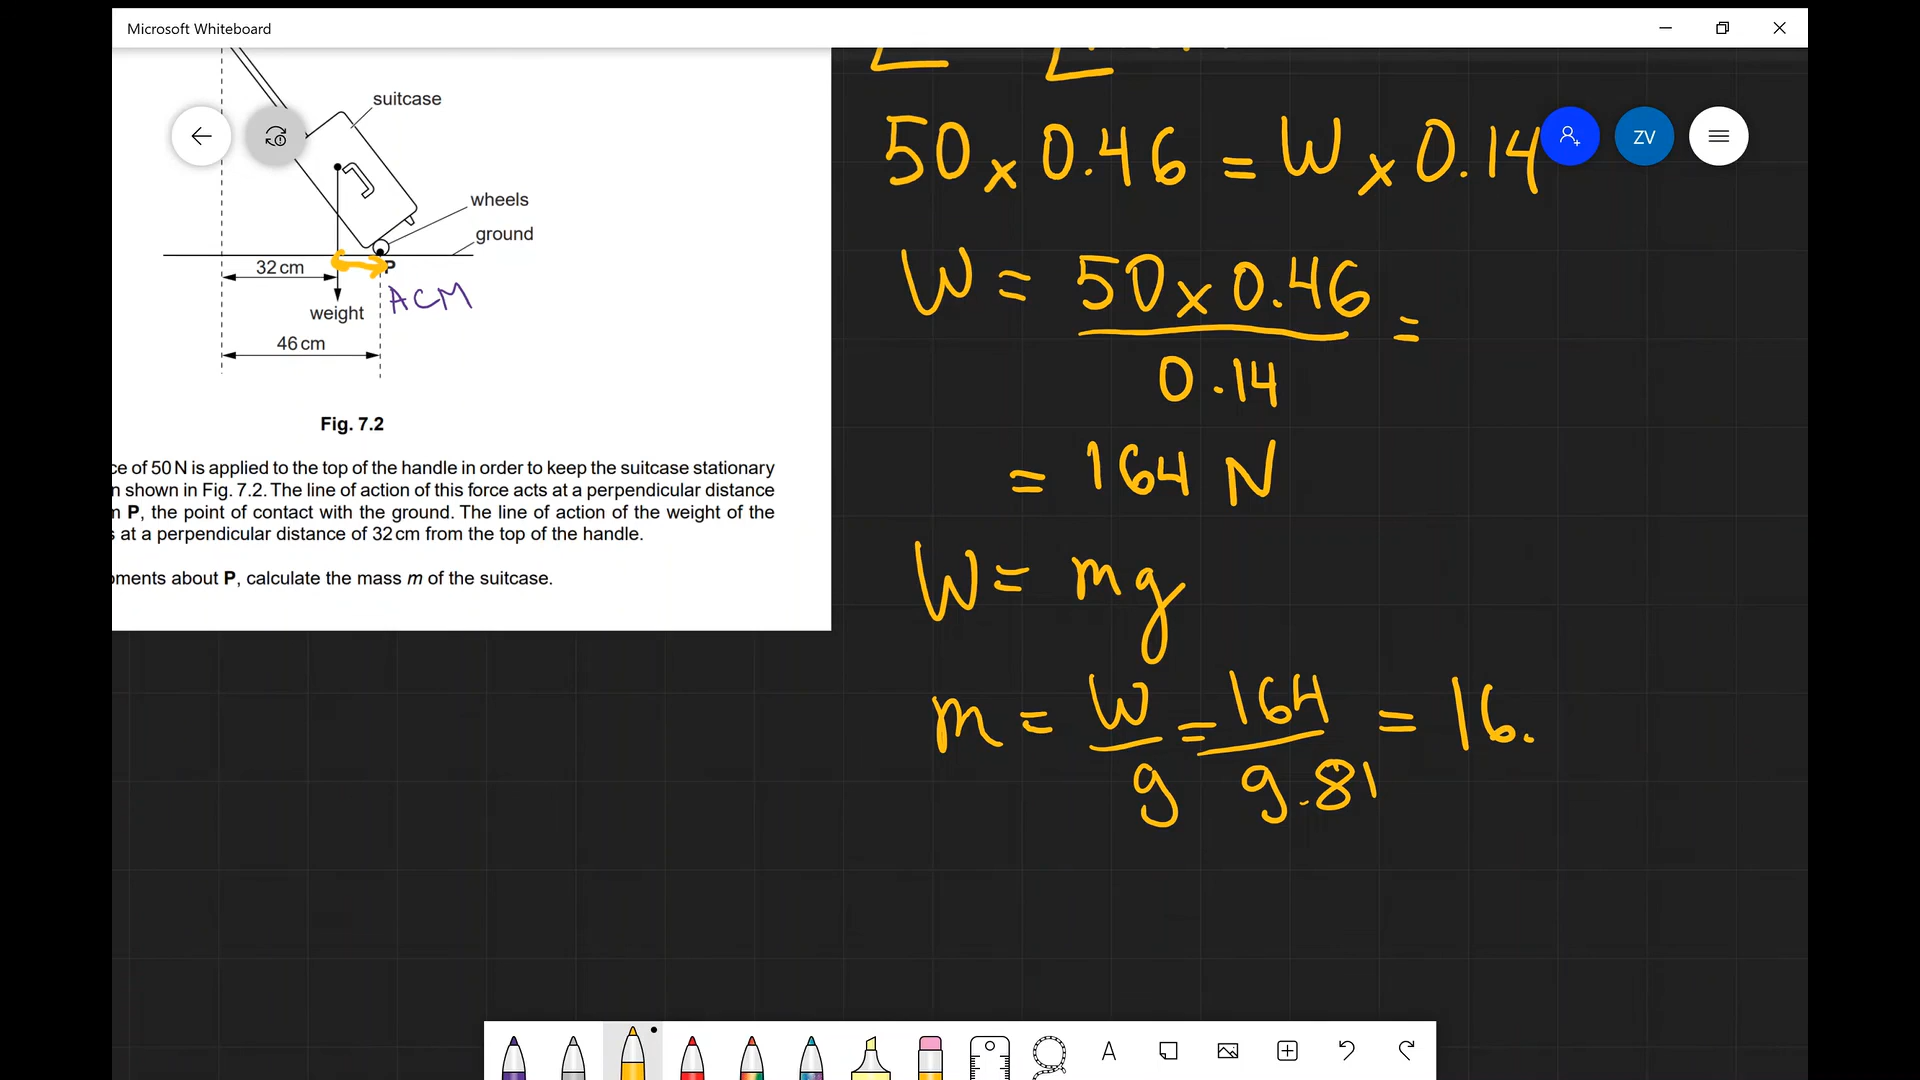 Microsoft Whiteboard
suitcase
wheels
ground
32 cm
P
ACM
weight
46 cm
Fig. 7.2
ce of 50 N is applied to the top of the handle in order to keep the suitcase stationary
n shown in Fig. 7.2. The line of action of this force acts at a perpendicular distance
P, the point of contact with the ground. The line of action of the weight of the
at a perpendicular distance of 32 cm from the top of the handle.
oments about P, calculate the mass m of the suitcase.
50 x 0.46 = W x 0.14
ZV
W = 50 x 0.46 =
0.14
= 164 N
W = mg
m = W = 164 = 16.
g 9.81
A